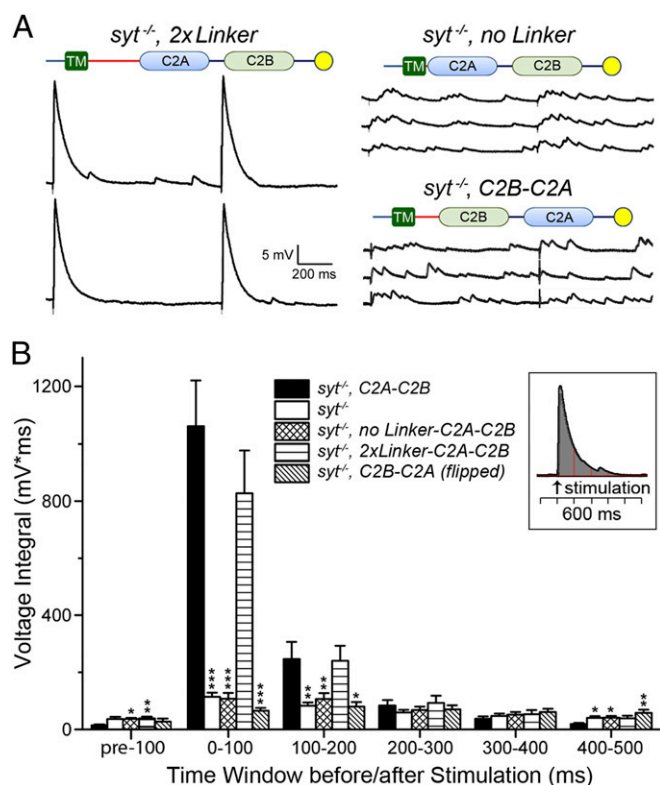 A
syt-/-, 2xLinker
TM C2A C2B
5 mV
200 ms
syt-/-, no Linker
TM C2A C2B
syt-/-, C2B-C2A
TM C2B C2A
B
Voltage Integral (mV*ms)
1200
800
400
0
syt-/-, C2A-C2B
syt-/-
syt-/-, no Linker-C2A-C2B
syt-/-, 2xLinker-C2A-C2B
syt-/-, C2B-C2A (flipped)
↑stimulation
600 ms
* ** *** *** *** ** ** * * * **
pre-100 0-100 100-200 200-300 300-400 400-500
Time Window before/after Stimulation (ms)